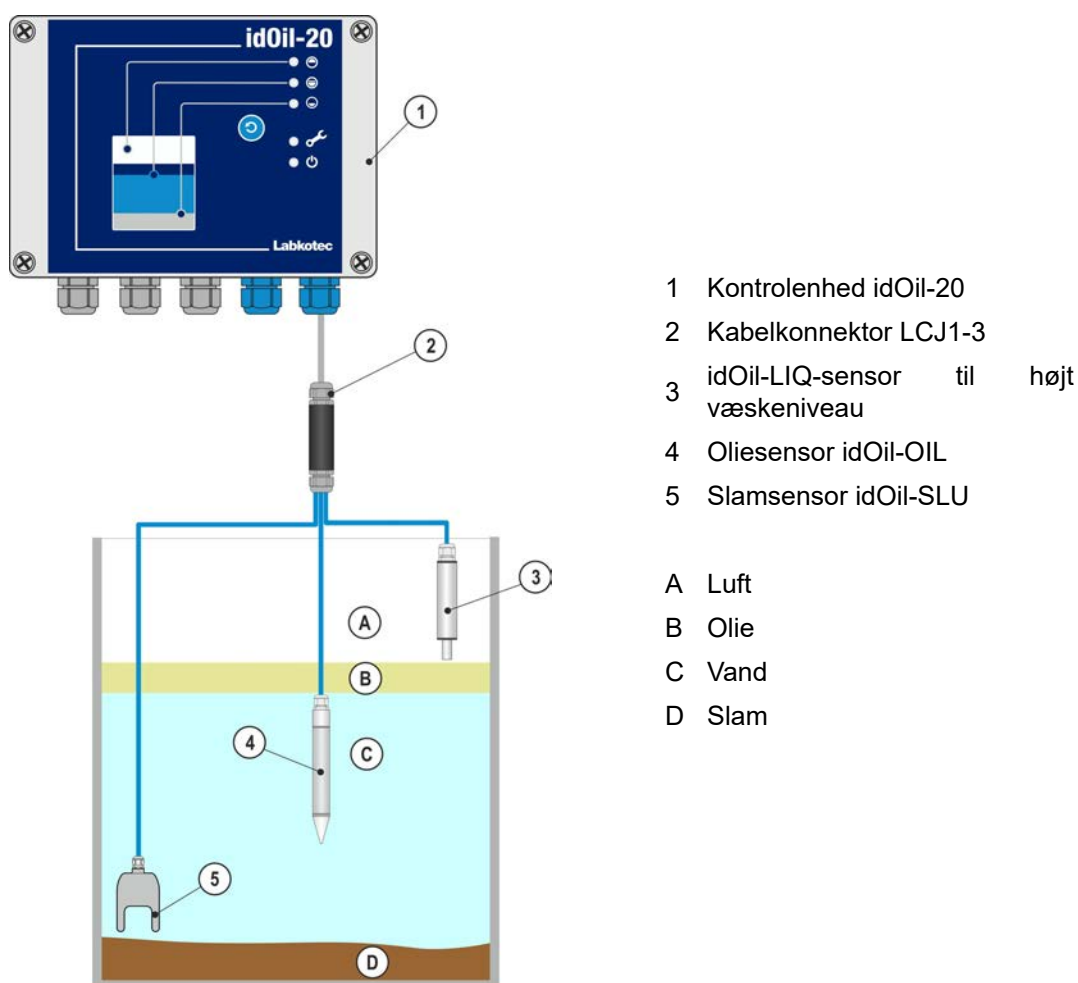 idOil-20
Labkotec
1
2
3
A
B
4
C
5
D
1 Kontrolenhed idOil-20
2 Kabelkonnektor LCJ1-3
3 idOil-LIQ-sensor til højt
væskeniveau
4 Oliesensor idOil-OIL
5 Slamsensor idOil-SLU
A Luft
B Olie
C Vand
D Slam